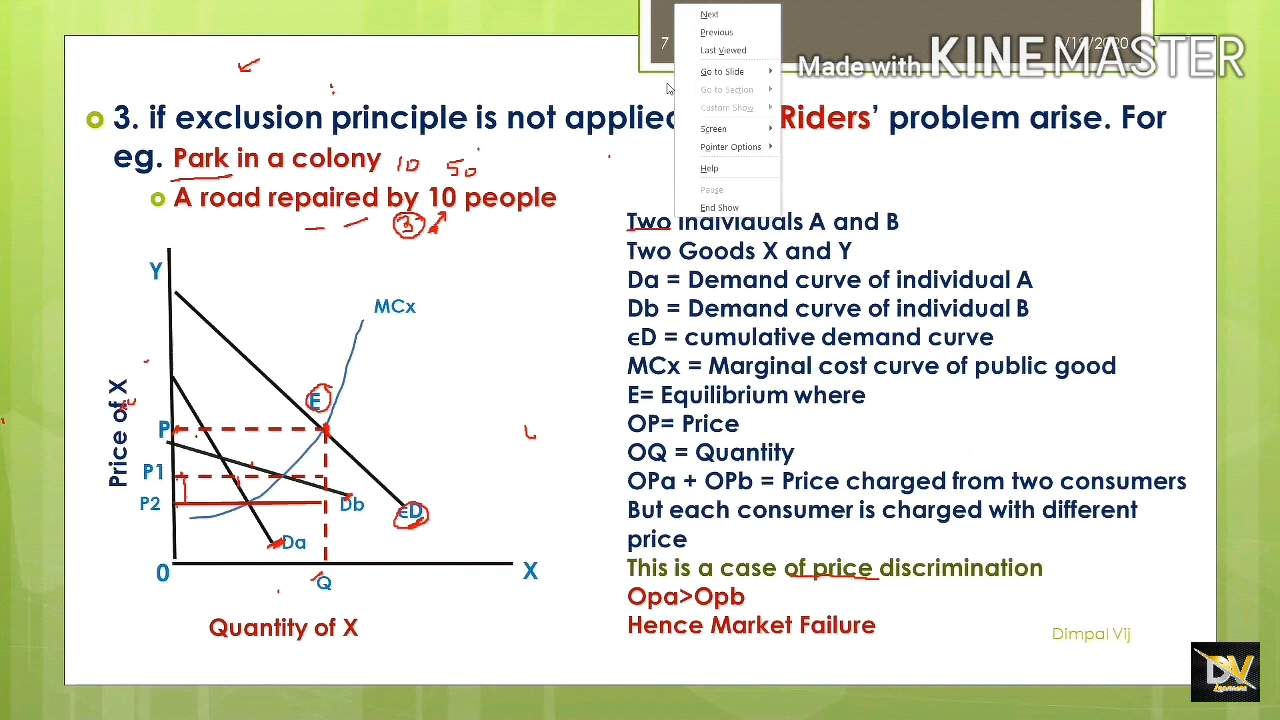 Next
7
Previous
/2020
Last Viewed
Made with KINEMASTER
Go to Slide
Go to Section
Custom Show
Screen
Pointer Options
Help
Pause
End Show
3. if exclusion principle is not applied Riders' problem arise. For
eg. Park in a colony 10 50
A road repaired by 10 people
3
Two Individuals A and B
Two Goods X and Y
Da = Demand curve of individual A
Db = Demand curve of individual B
ϵD = cumulative demand curve
MCx = Marginal cost curve of public good
E= Equilibrium where
OP= Price
OQ = Quantity
OPa + OPb = Price charged from two consumers
But each consumer is charged with different
price
This is a case of price discrimination
Opa>Opb
Hence Market Failure
Y
MCx
Price of X
E
P
P1
P2
Db
ϵD
Da
0
Q
X
Quantity of X
Dimpal Vij
DV